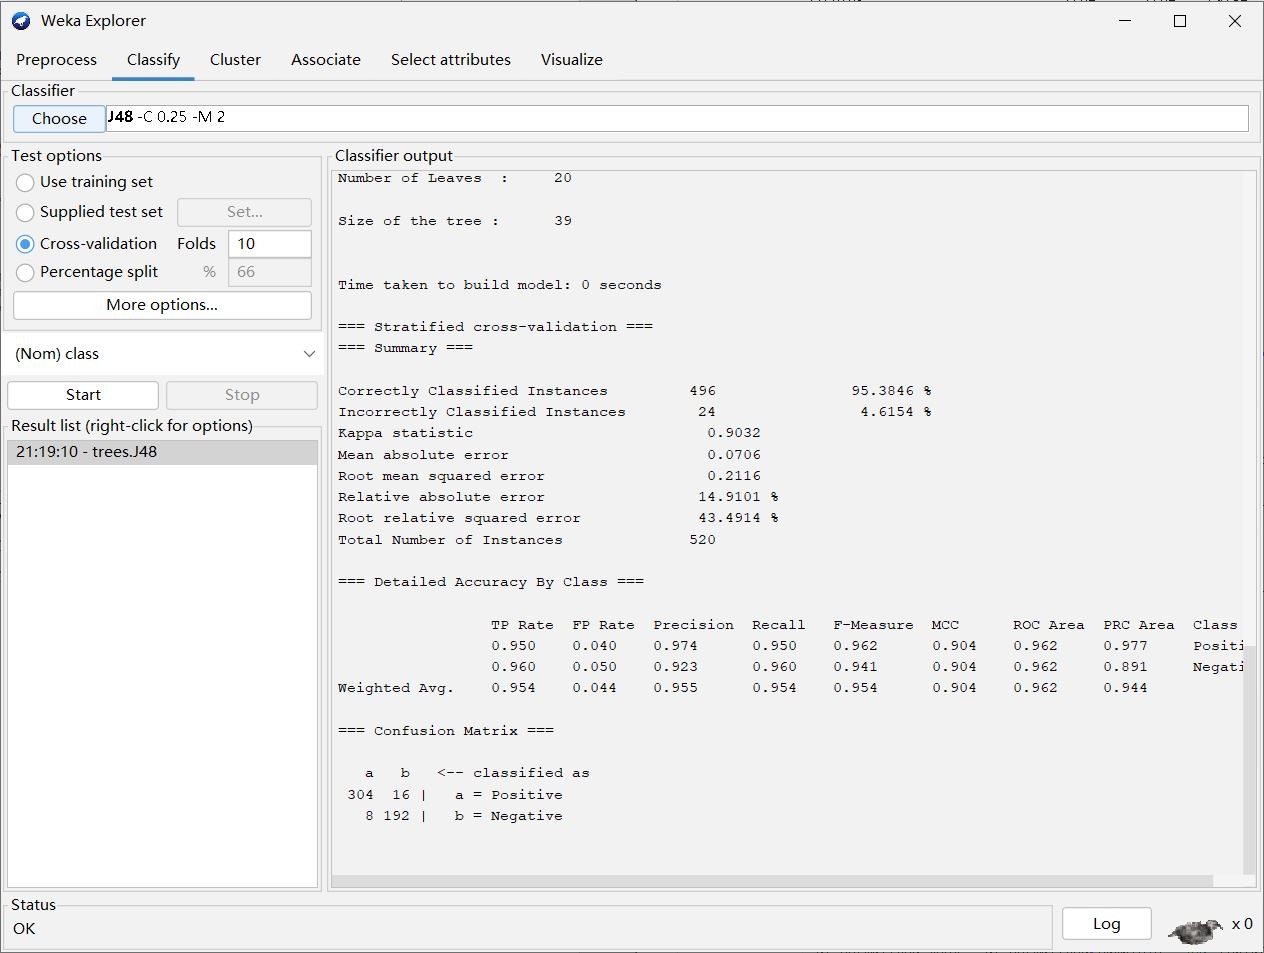 Weka Explorer
Preprocess Classify Cluster Associate Select attributes Visualize
Classifier
Choose J48 -C 0.25 -M 2
Test options
Use training set
Supplied test set Set...
Cross-validation Folds 10
Percentage split % 66
More options...
(Nom) class
Start Stop
Result list (right-click for options)
21:19:10 - trees.J48
Classifier output
Number of Leaves : 20
Size of the tree : 39
Time taken to build model: 0 seconds
=== Stratified cross-validation ===
=== Summary ===
Correctly Classified Instances 496 95.3846 %
Incorrectly Classified Instances 24 4.6154 %
Kappa statistic 0.9032
Mean absolute error 0.0706
Root mean squared error 0.2116
Relative absolute error 14.9101 %
Root relative squared error 43.4914 %
Total Number of Instances 520
=== Detailed Accuracy By Class ===
TP Rate FP Rate Precision Recall F-Measure MCC ROC Area PRC Area Class
0.950 0.040 0.974 0.950 0.962 0.904 0.962 0.977 Positi
0.960 0.050 0.923 0.960 0.941 0.904 0.962 0.891 Negati
Weighted Avg. 0.954 0.044 0.955 0.954 0.954 0.904 0.962 0.944
=== Confusion Matrix ===
a b <-- classified as
304 16 | a = Positive
8 192 | b = Negative
Status
OK
Log x 0